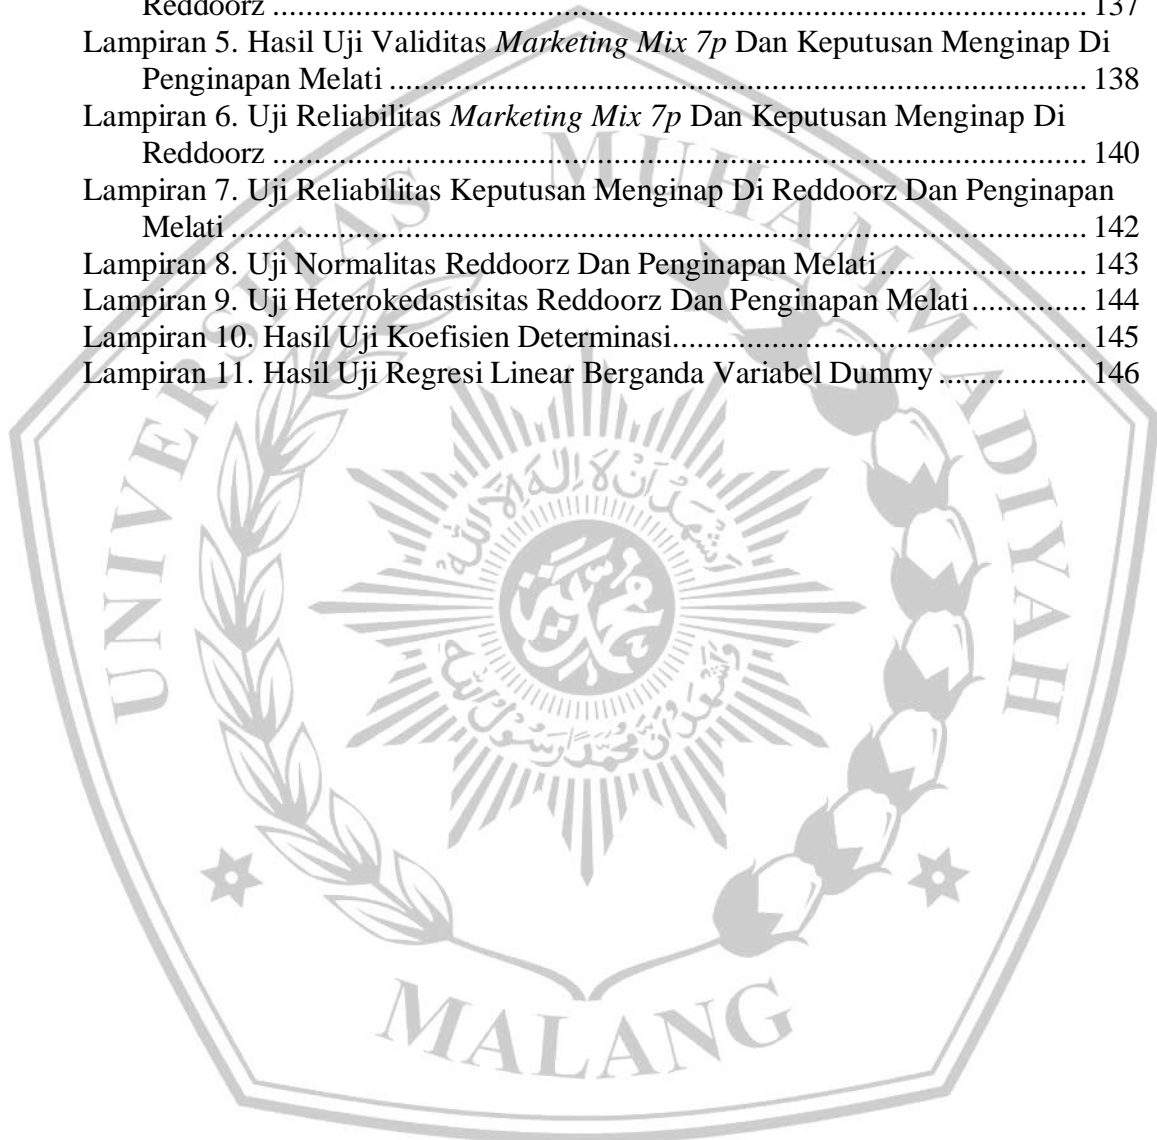 Reddoorz ........................................................................................................ 137
Lampiran 5. Hasil Uji Validitas Marketing Mix 7p Dan Keputusan Menginap Di
Penginapan Melati ......................................................................................... 138
Lampiran 6. Uji Reliabilitas Marketing Mix 7p Dan Keputusan Menginap Di
Reddoorz ........................................................................................................ 140
Lampiran 7. Uji Reliabilitas Keputusan Menginap Di Reddoorz Dan Penginapan
Melati ............................................................................................................. 142
Lampiran 8. Uji Normalitas Reddoorz Dan Penginapan Melati........................... 143
Lampiran 9. Uji Heterokedastisitas Reddoorz Dan Penginapan Melati............... 144
Lampiran 10. Hasil Uji Koefisien Determinasi..................................................... 145
Lampiran 11. Hasil Uji Regresi Linear Berganda Variabel Dummy ................... 146
UNIVERSITAS MUHAMMADIYAH
MALANG